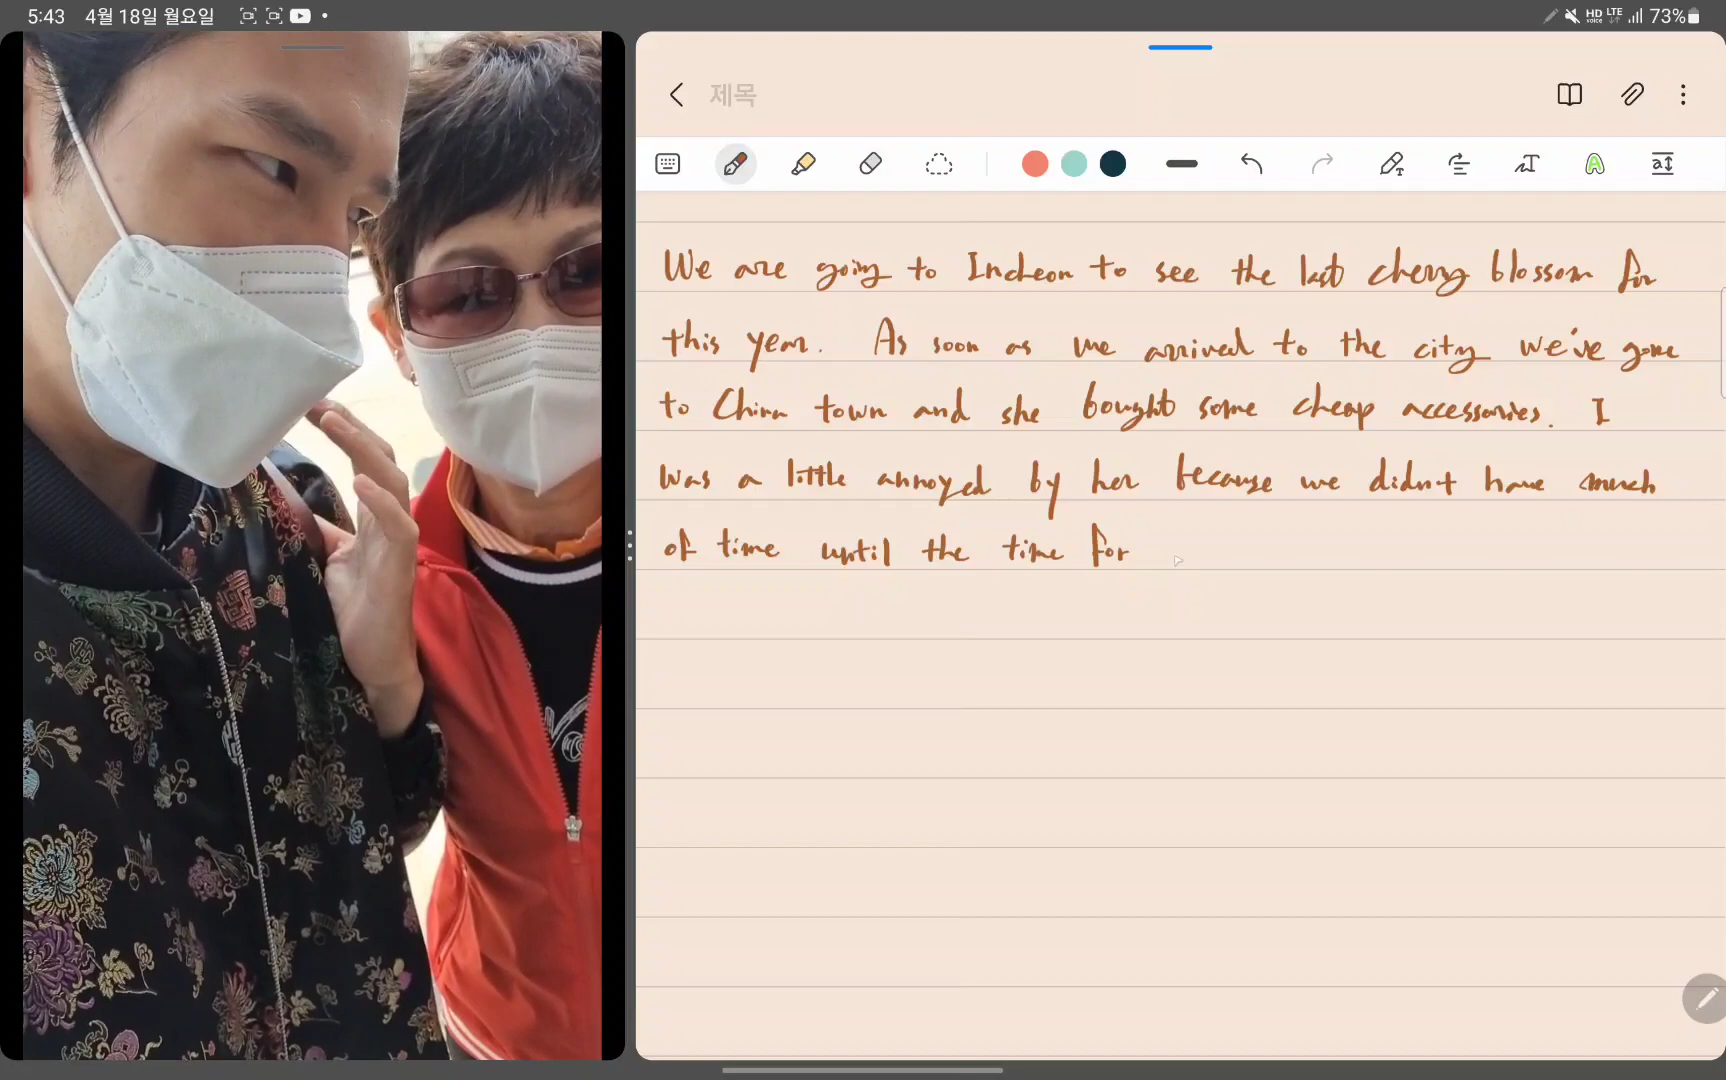 5:43 4월 18일 월요일
HD voice LTE 73%
제목
We are going to Incheon to see the last cherry blossom for
this year. As soon as we arrived to the city we've gone
to China town and she bought some cheap accessories. I
was a little annoyed by her because we didn't have much
of time until the time for